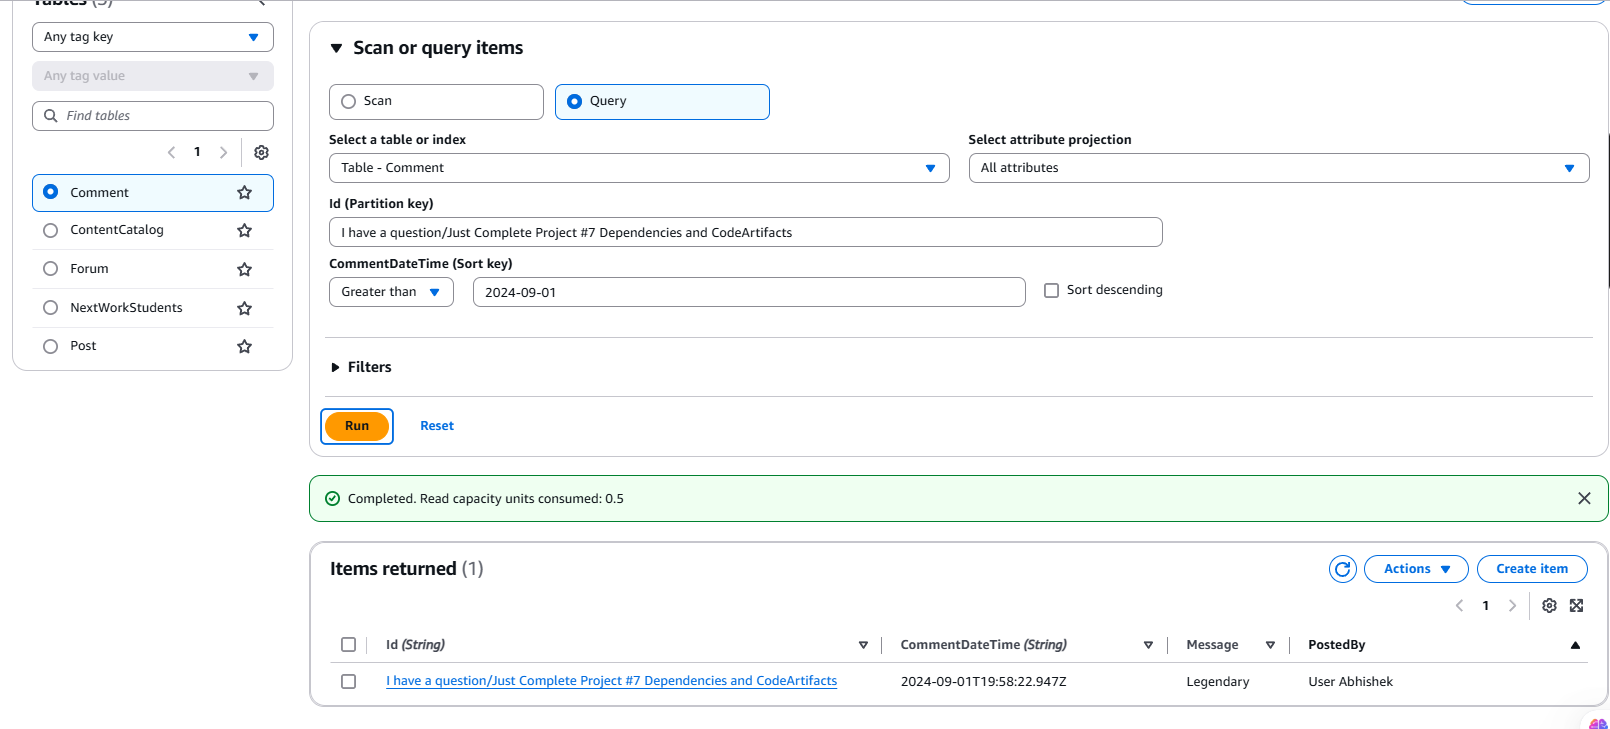 Tables (5)
Any tag key
Any tag value
Find tables
1
Comment
ContentCatalog
Forum
NextWorkStudents
Post
Scan or query items
Scan
Query
Select a table or index
Select attribute projection
Table - Comment
All attributes
Id (Partition key)
I have a question/Just Complete Project #7 Dependencies and CodeArtifacts
CommentDateTime (Sort key)
Greater than
2024-09-01
Sort descending
Filters
Run
Reset
Completed. Read capacity units consumed: 0.5
Items returned (1)
Actions
Create item
1
Id (String)
CommentDateTime (String)
Message
PostedBy
I have a question/Just Complete Project #7 Dependencies and CodeArtifacts
2024-09-01T19:58:22.947Z
Legendary
User Abhishek